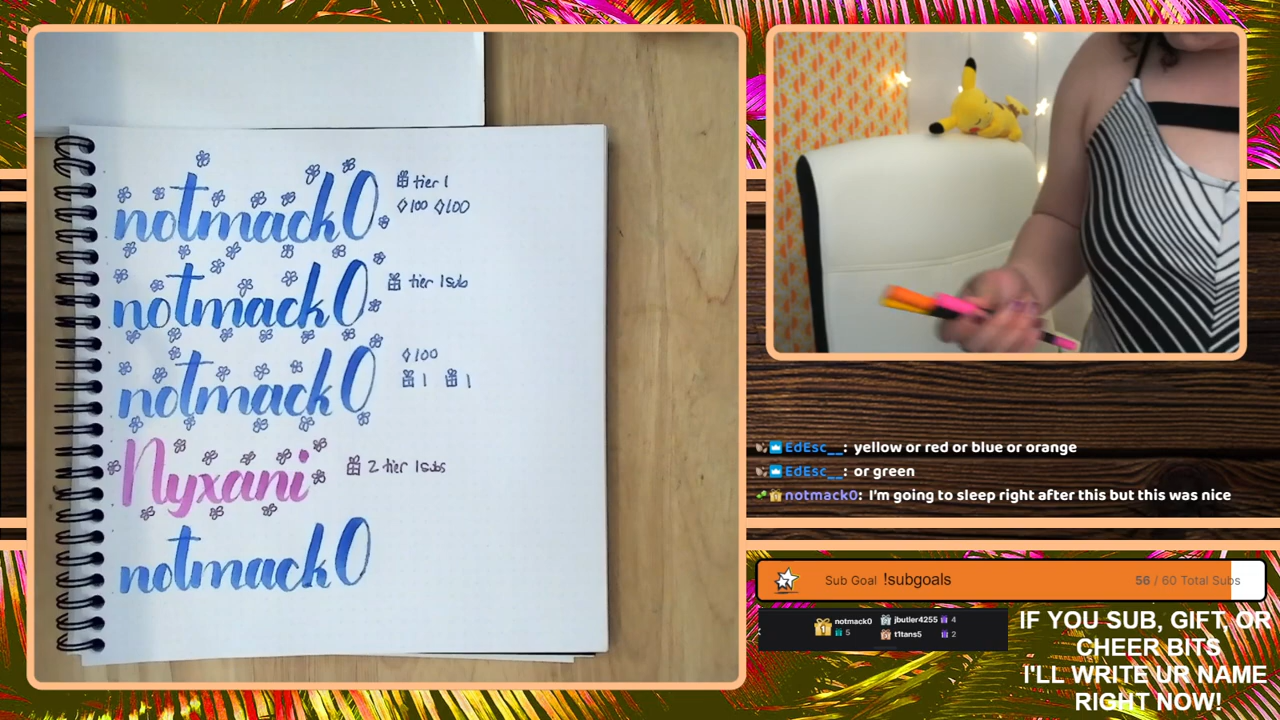 notmack0
tier 1
◊100 ◊100
notmack0
tier 1 sub
notmack0
◊100
1 1
Nyxani
2 tier 1 subs
notmack0
EdEsc__: yellow or red or blue or orange
EdEsc__: or green
notmack0: I'm going to sleep right after this but this was nice
Sub Goal !subgoals 56 / 60 Total Subs
notmack0 5
jbutler4255 4
t1tans5 2
IF YOU SUB, GIFT, OR
CHEER BITS
I'LL WRITE UR NAME
RIGHT NOW!